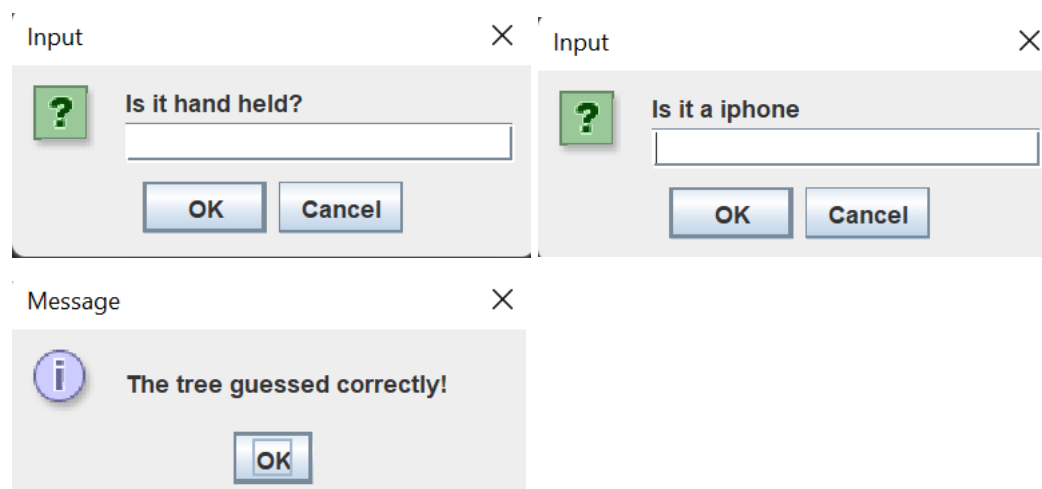 Input
Is it hand held?
OK Cancel
Input
Is it a iphone
OK Cancel
Message
The tree guessed correctly!
OK